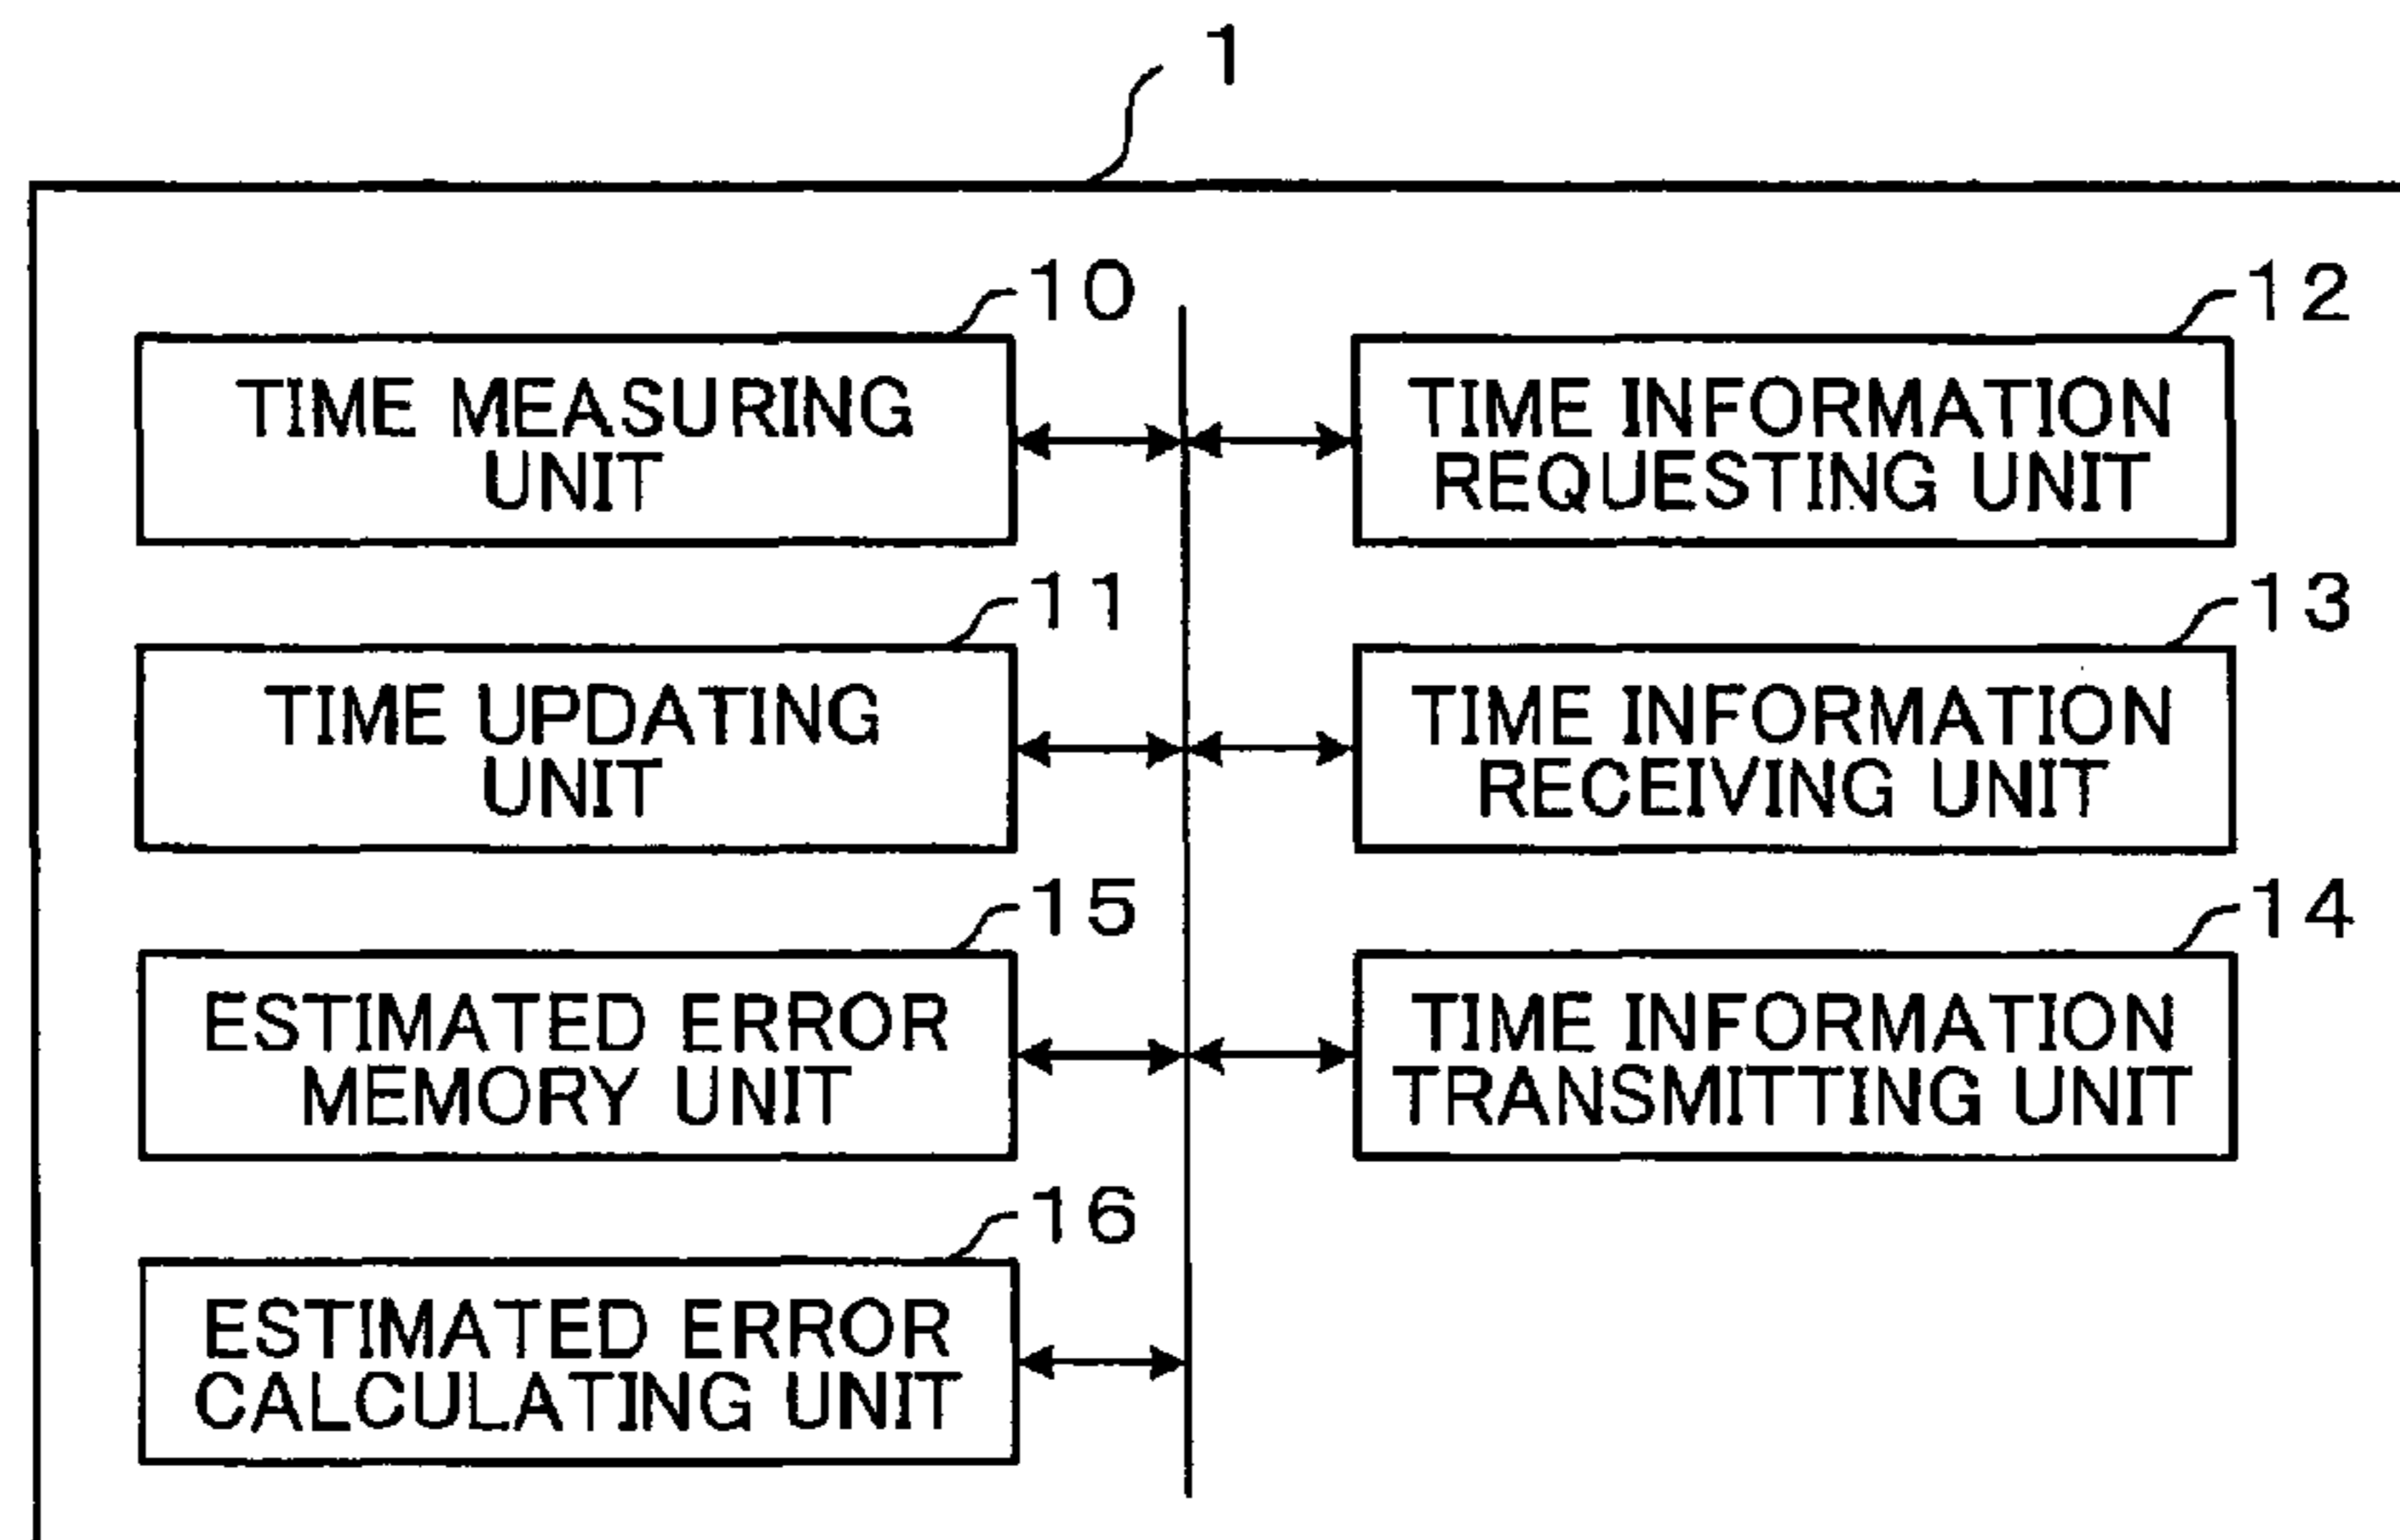 1
10
TIME MEASURING
UNIT
12
TIME INFORMATION
REQUESTING UNIT
11
TIME UPDATING
UNIT
13
TIME INFORMATION
RECEIVING UNIT
15
ESTIMATED ERROR
MEMORY UNIT
14
TIME INFORMATION
TRANSMITTING UNIT
16
ESTIMATED ERROR
CALCULATING UNIT